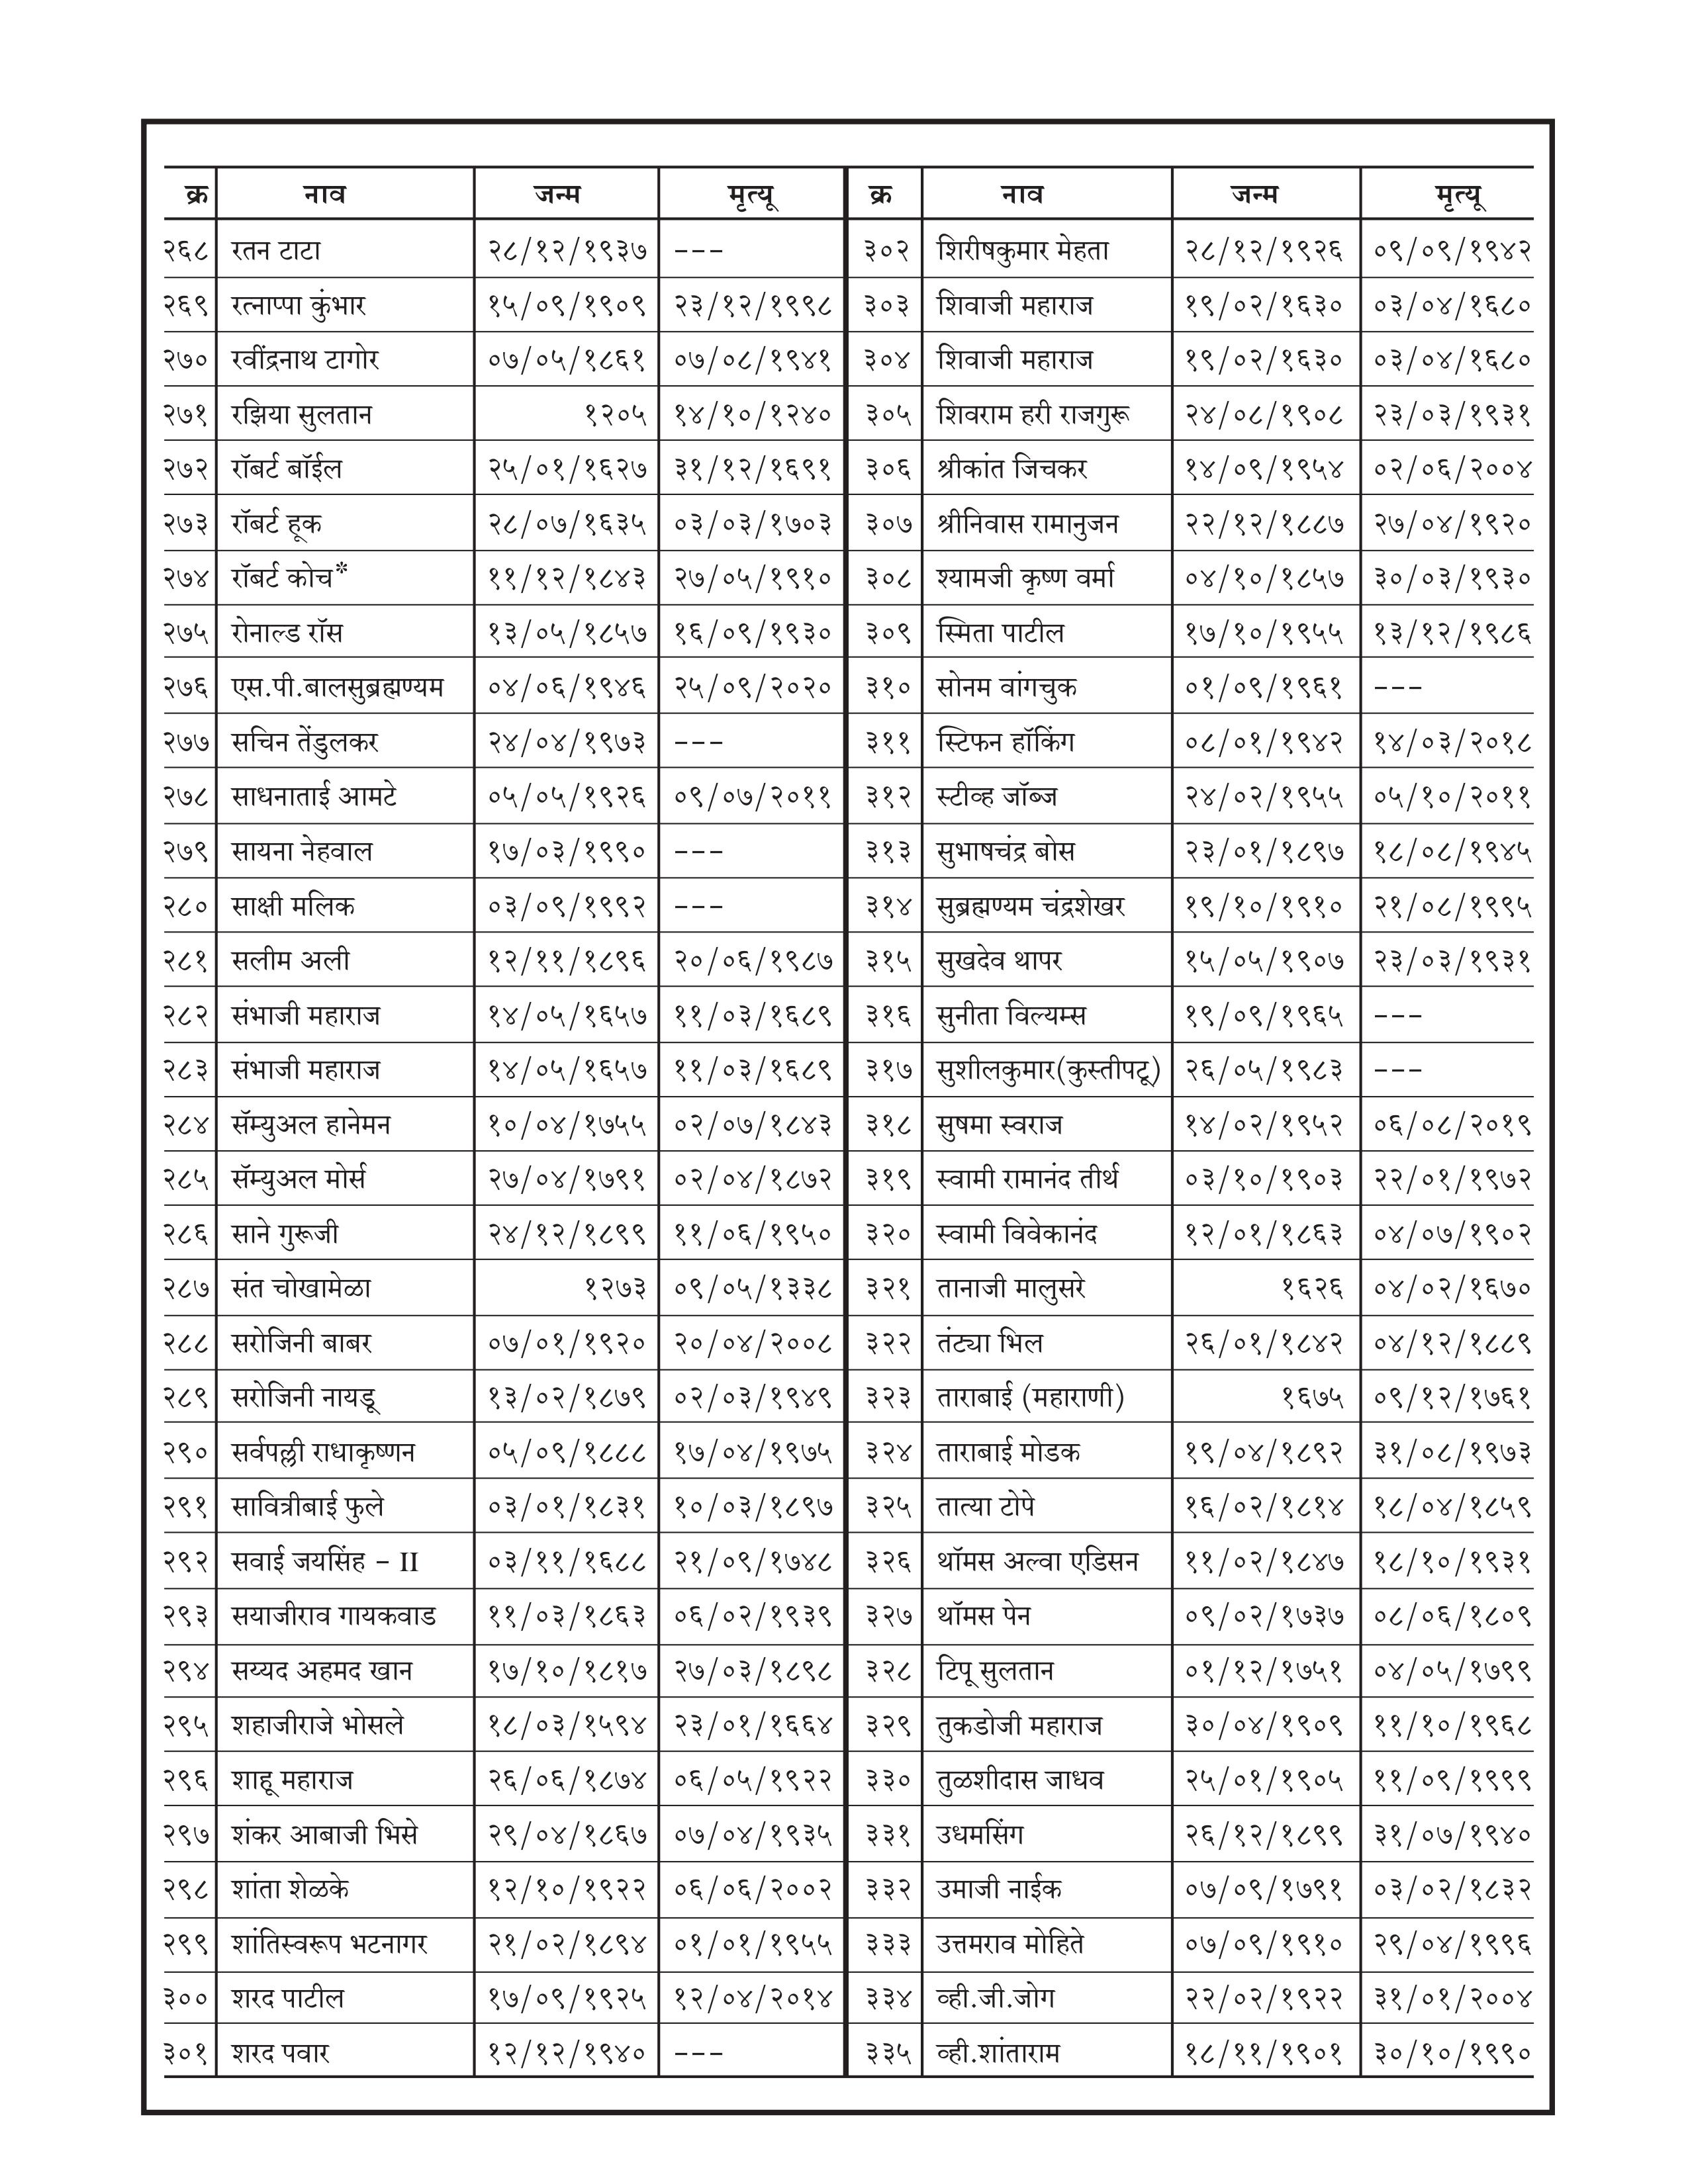 क्र नाव जन्म मृत्यू क्र नाव जन्म मृत्यू
२६८ रतन टाटा २८/१२/१९३७ --- ३०२ शिरीषकुमार मेहता २८/१२/१९२६ ०९/०९/१९४२
२६९ रत्नाप्पा कुंभार १५/०९/१९०९ २३/१२/१९९८ ३०३ शिवाजी महाराज १९/०२/१६३० ०३/०४/१६८०
२७० रवींद्रनाथ टागोर ०७/०५/१८६१ ०७/०८/१९४१ ३०४ शिवाजी महाराज १९/०२/१६३० ०३/०४/१६८०
२७१ रझिया सुलतान १२०५ १४/१०/१२४० ३०५ शिवराम हरी राजगुरू २४/०८/१९०८ २३/०३/१९३१
२७२ रॉबर्ट बॉईल २५/०१/१६२७ ३१/१२/१६९१ ३०६ श्रीकांत जिचकर १४/०९/१९५४ ०२/०६/२००४
२७३ रॉबर्ट हूक २८/०७/१६३५ ०३/०३/१७०३ ३०७ श्रीनिवास रामानुजन २२/१२/१८८७ २७/०४/१९२०
२७४ रॉबर्ट कोच* ११/१२/१८४३ २७/०५/१९१० ३०८ श्यामजी कृष्ण वर्मा ०४/१०/१८५७ ३०/०३/१९३०
२७५ रोनाल्ड रॉस १३/०५/१८५७ १६/०९/१९३० ३०९ स्मिता पाटील १७/१०/१९५५ १३/१२/१९८६
२७६ एस.पी.बालसुब्रह्मण्यम ०४/०६/१९४६ २५/०९/२०२० ३१० सोनम वांगचुक ०१/०९/१९६१ ---
२७७ सचिन तेंडुलकर २४/०४/१९७३ --- ३११ स्टिफन हॉकिंग ०८/०१/१९४२ १४/०३/२०१८
२७८ साधनाताई आमटे ०५/०५/१९२६ ०९/०७/२०११ ३१२ स्टीव्ह जॉब्ज २४/०२/१९५५ ०५/१०/२०११
२७९ सायना नेहवाल १७/०३/१९९० --- ३१३ सुभाषचंद्र बोस २३/०१/१८९७ १८/०८/१९४५
२८० साक्षी मलिक ०३/०९/१९९२ --- ३१४ सुब्रह्मण्यम चंद्रशेखर १९/१०/१९१० २१/०८/१९९५
२८१ सलीम अली १२/११/१८९६ २०/०६/१९८७ ३१५ सुखदेव थापर १५/०५/१९०७ २३/०३/१९३१
२८२ संभाजी महाराज १४/०५/१६५७ ११/०३/१६८९ ३१६ सुनीता विल्यम्स १९/०९/१९६५ ---
२८३ संभाजी महाराज १४/०५/१६५७ ११/०३/१६८९ ३१७ सुशीलकुमार(कुस्तीपटू) २६/०५/१९८३ ---
२८४ सॅम्युअल हानेमन १०/०४/१७५५ ०२/०७/१८४३ ३१८ सुषमा स्वराज १४/०२/१९५२ ०६/०८/२०१९
२८५ सॅम्युअल मोर्स २७/०४/१७९१ ०२/०४/१८७२ ३१९ स्वामी रामानंद तीर्थ ०३/१०/१९०३ २२/०१/१९७२
२८६ साने गुरूजी २४/१२/१८९९ ११/०६/१९५० ३२० स्वामी विवेकानंद १२/०१/१८६३ ०४/०७/१९०२
२८७ संत चोखामेळा १२७३ ०९/०५/१३३८ ३२१ तानाजी मालुसरे १६२६ ०४/०२/१६७०
२८८ सरोजिनी बाबर ०७/०१/१९२० २०/०४/२००८ ३२२ तंट्या भिल २६/०१/१८४२ ०४/१२/१८८९
२८९ सरोजिनी नायडू १३/०२/१८७९ ०२/०३/१९४९ ३२३ ताराबाई (महाराणी) १६७५ ०९/१२/१७६१
२९० सर्वपल्ली राधाकृष्णन ०५/०९/१८८८ १७/०४/१९७५ ३२४ ताराबाई मोडक १९/०४/१८९२ ३१/०८/१९७३
२९१ सावित्रीबाई फुले ०३/०१/१८३१ १०/०३/१८९७ ३२५ तात्या टोपे १६/०२/१८१४ १८/०४/१८५९
२९२ सवाई जयसिंह - II ०३/११/१६८८ २१/०९/१७४८ ३२६ थॉमस अल्वा एडिसन ११/०२/१८४७ १८/१०/१९३१
२९३ सयाजीराव गायकवाड ११/०३/१८६३ ०६/०२/१९३९ ३२७ थॉमस पेन ०९/०२/१७३७ ०८/०६/१८०९
२९४ सय्यद अहमद खान १७/१०/१८१७ २७/०३/१८९८ ३२८ टिपू सुलतान ०१/१२/१७५१ ०४/०५/१७९९
२९५ शहाजीराजे भोसले १८/०३/१५९४ २३/०१/१६६४ ३२९ तुकडोजी महाराज ३०/०४/१९०९ ११/१०/१९६८
२९६ शाहू महाराज २६/०६/१८७४ ०६/०५/१९२२ ३३० तुळशीदास जाधव २५/०१/१९०५ ११/०९/१९९९
२९७ शंकर आबाजी भिसे २९/०४/१८६७ ०७/०४/१९३५ ३३१ उधमसिंग २६/१२/१८९९ ३१/०७/१९४०
२९८ शांता शेळके १२/१०/१९२२ ०६/०६/२००२ ३३२ उमाजी नाईक ०७/०९/१७९१ ०३/०२/१८३२
२९९ शांतिस्वरूप भटनागर २१/०२/१८९४ ०१/०१/१९५५ ३३३ उत्तमराव मोहिते ०७/०९/१९१० २९/०४/१९९६
३०० शरद पाटील १७/०९/१९२५ १२/०४/२०१४ ३३४ व्ही.जी.जोग २२/०२/१९२२ ३१/०१/२००४
३०१ शरद पवार १२/१२/१९४० --- ३३५ व्ही.शांताराम १८/११/१९०१ ३०/१०/१९९०